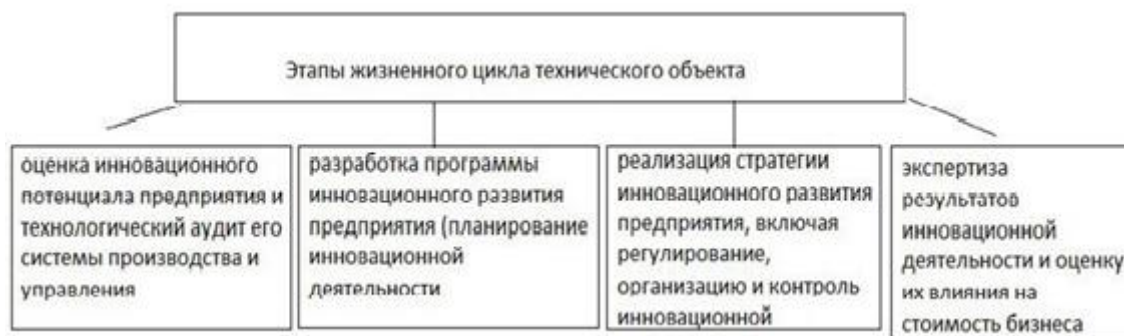 Этапы жизненного цикла технического объекта
оценка инновационного
потенциала предприятия и
технологический аудит его
системы производства и
управления
разработка программы
инновационного развития
предприятия (планирование
инновационной
деятельности
реализация стратегии
инновационного развития
предприятия, включая
регулирование,
организацию и контроль
инновационной
экспертиза
результатов
инновационной
деятельности и оценку
их влияния на
стоимость бизнеса